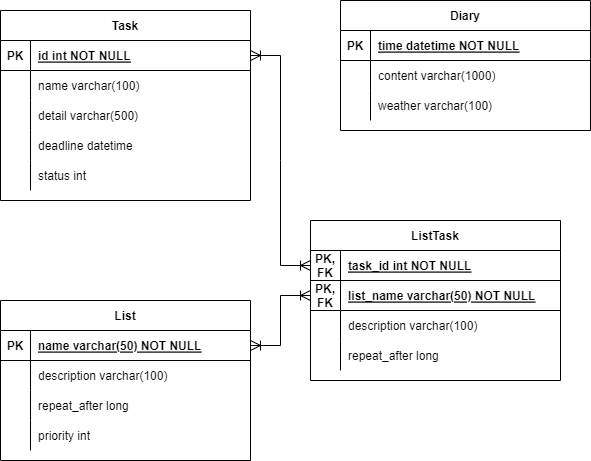 Task
PK id int NOT NULL
name varchar(100)
detail varchar(500)
deadline datetime
status int
Diary
PK time datetime NOT NULL
content varchar(1000)
weather varchar(100)
ListTask
PK, FK task_id int NOT NULL
PK, FK list_name varchar(50) NOT NULL
description varchar(100)
repeat_after long
List
PK name varchar(50) NOT NULL
description varchar(100)
repeat_after long
priority int